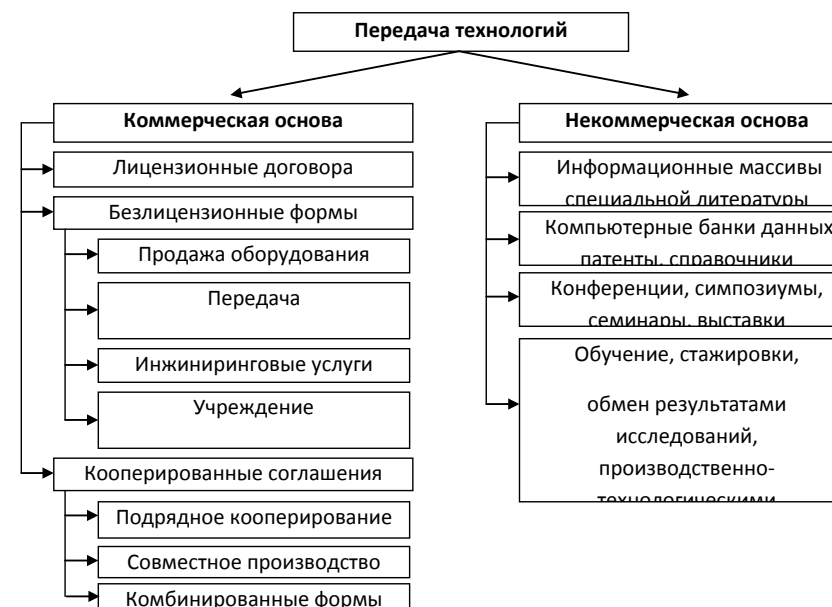 Передача технологий
Коммерческая основа
Лицензионные договора
Безлицензионные формы
Продажа оборудования
Передача
Инжиниринговые услуги
Учреждение
Кооперированные соглашения
Подрядное кооперирование
Совместное производство
Комбинированные формы
Некоммерческая основа
Информационные массивы
специальной литературы
Компьютерные банки данных
патенты, справочники
Конференции, симпозиумы,
семинары, выставки
Обучение, стажировки,
обмен результатами
исследований,
производственно-
технологическими